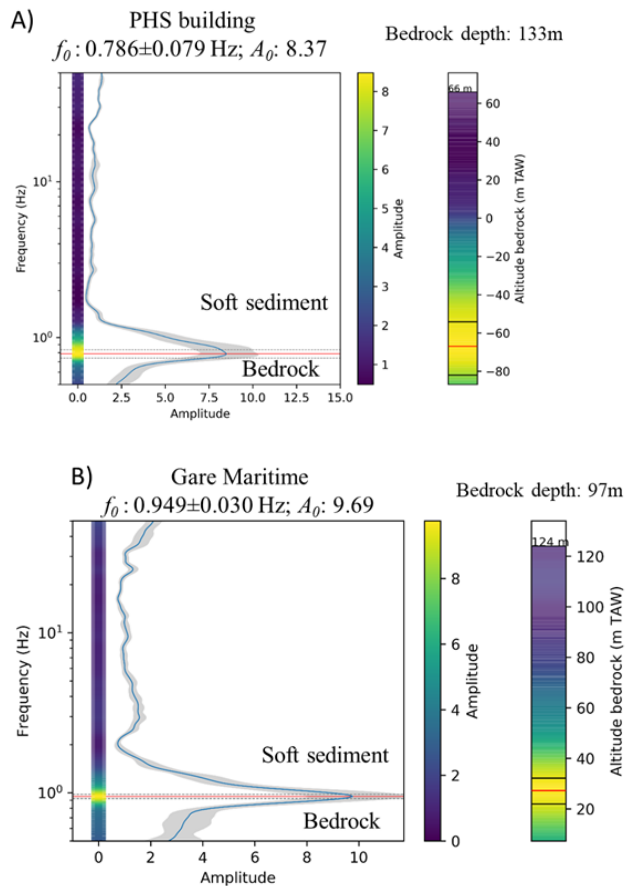 A)
PHS building
f0 : 0.786±0.079 Hz; A0: 8.37
Bedrock depth: 133m
Frequency (Hz)
10¹
10⁰
Soft sediment
Bedrock
0.0 2.5 5.0 7.5 10.0 12.5 15.0
Amplitude
8
7
6
5
4
3
2
1
Amplitude
66 m
60
40
20
0
−20
−40
−60
−80
Altitude bedrock (m TAW)
B)
Gare Maritime
f0 : 0.949±0.030 Hz; A0: 9.69
Bedrock depth: 97m
Frequency (Hz)
10¹
10⁰
Soft sediment
Bedrock
0 2 4 6 8 10
Amplitude
8
6
4
2
0
Amplitude
124 m
120
100
80
60
40
20
Altitude bedrock (m TAW)